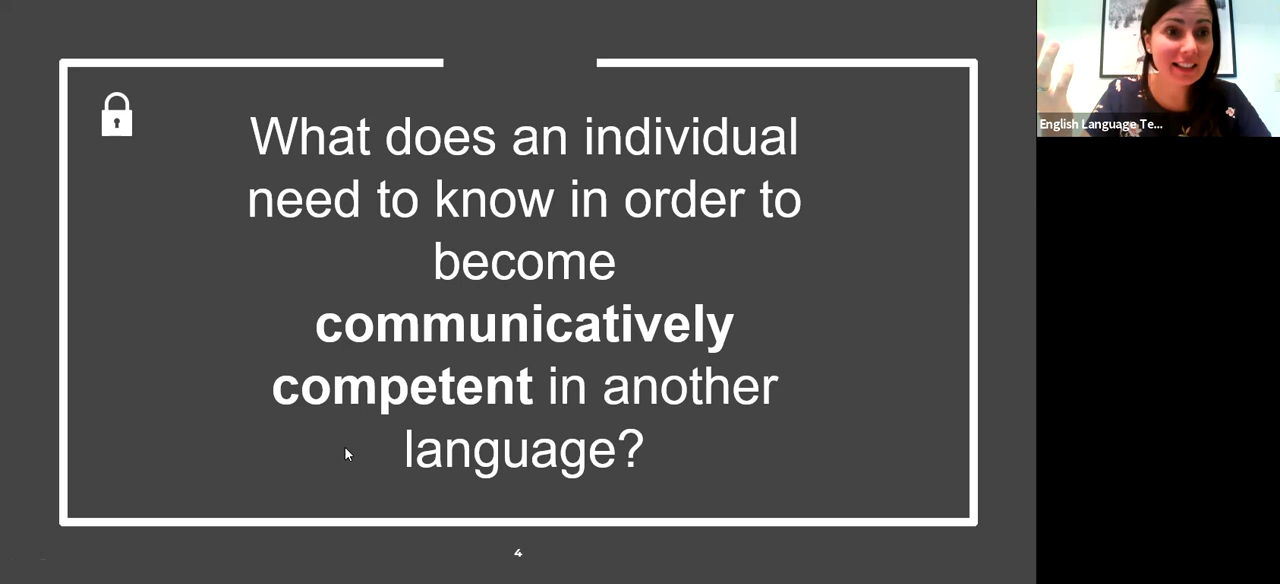 What does an individual
need to know in order to
become
communicatively
competent in another
language?
4
English Language Te...